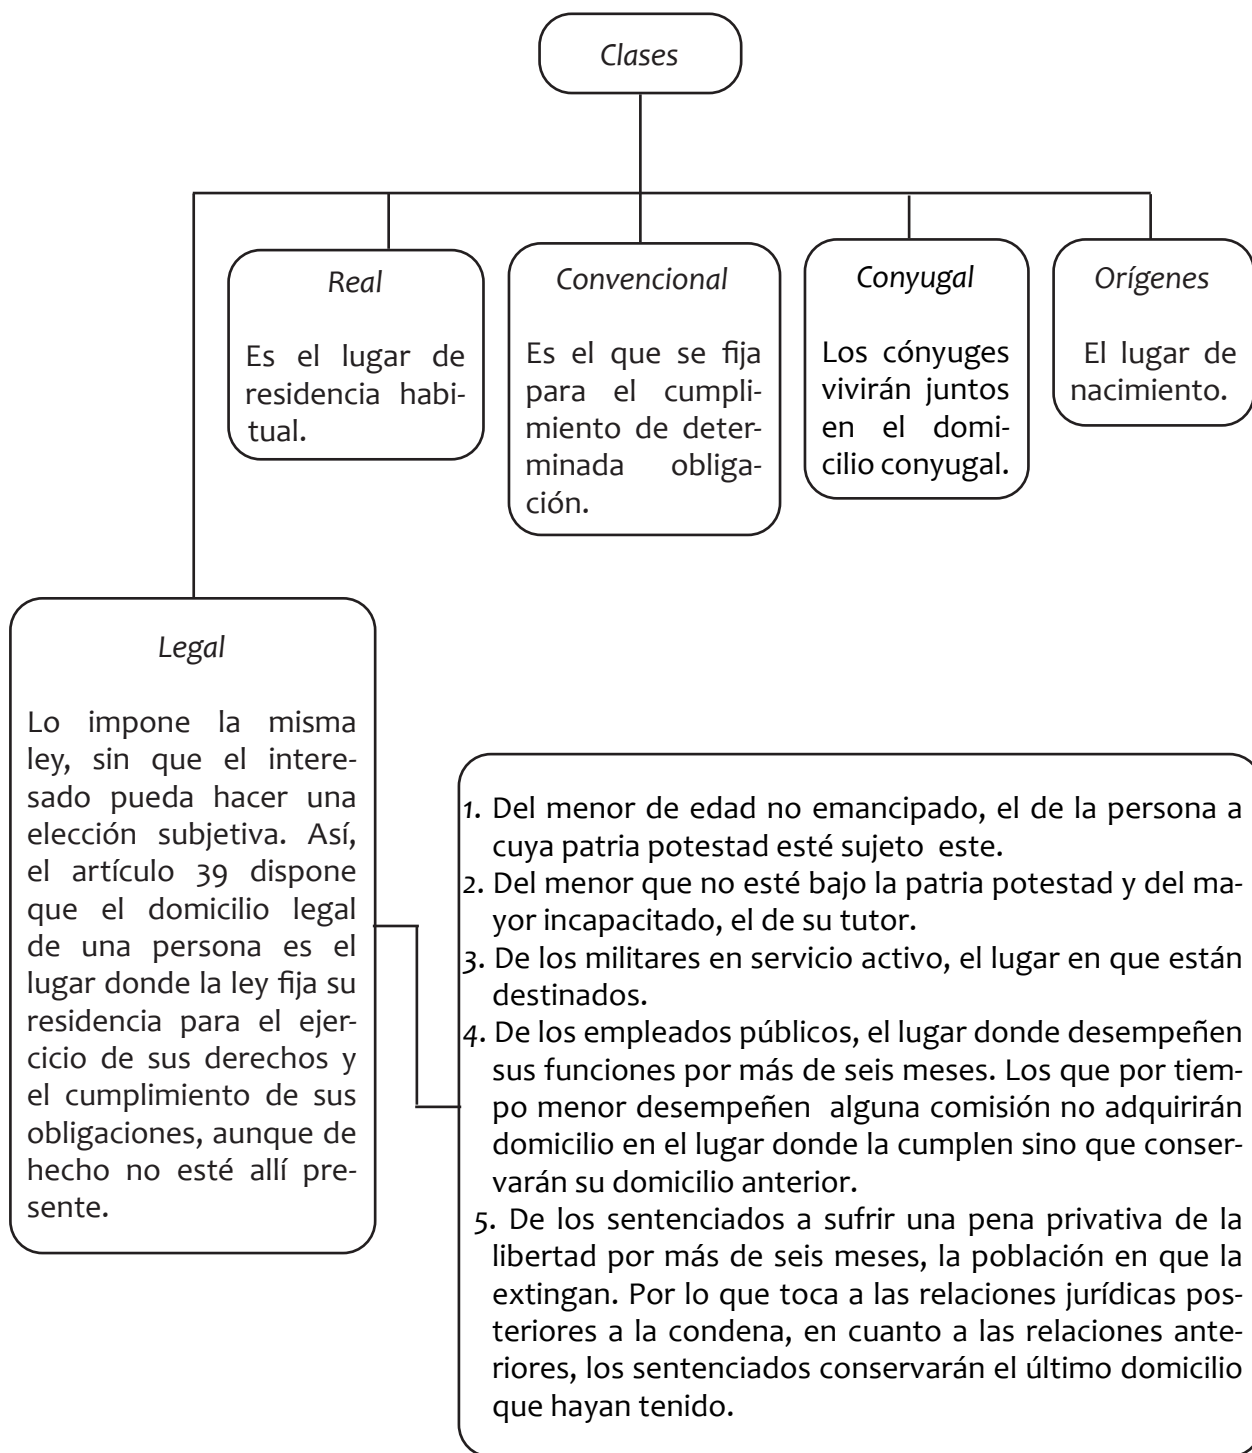 Clases
Real
Es el lugar de
residencia habi-
tual.
Convencional
Es el que se fija
para el cumpli-
miento de deter-
minada obliga-
ción.
Conyugal
Los cónyuges
vivirán juntos
en el domi-
cilio conyugal.
Orígenes
El lugar de
nacimiento.
Legal
Lo impone la misma
ley, sin que el intere-
sado pueda hacer una
elección subjetiva. Así,
el artículo 39 dispone
que el domicilio legal
de una persona es el
lugar donde la ley fija su
residencia para el ejer-
cicio de sus derechos y
el cumplimiento de sus
obligaciones, aunque de
hecho no esté allí pre-
sente.
1. Del menor de edad no emancipado, el de la persona a
cuya patria potestad esté sujeto este.
2. Del menor que no esté bajo la patria potestad y del ma-
yor incapacitado, el de su tutor.
3. De los militares en servicio activo, el lugar en que están
destinados.
4. De los empleados públicos, el lugar donde desempeñen
sus funciones por más de seis meses. Los que por tiem-
po menor desempeñen alguna comisión no adquirirán
domicilio en el lugar donde la cumplen sino que conser-
varán su domicilio anterior.
5. De los sentenciados a sufrir una pena privativa de la
libertad por más de seis meses, la población en que la
extingan. Por lo que toca a las relaciones jurídicas pos-
teriores a la condena, en cuanto a las relaciones ante-
riores, los sentenciados conservarán el último domicilio
que hayan tenido.